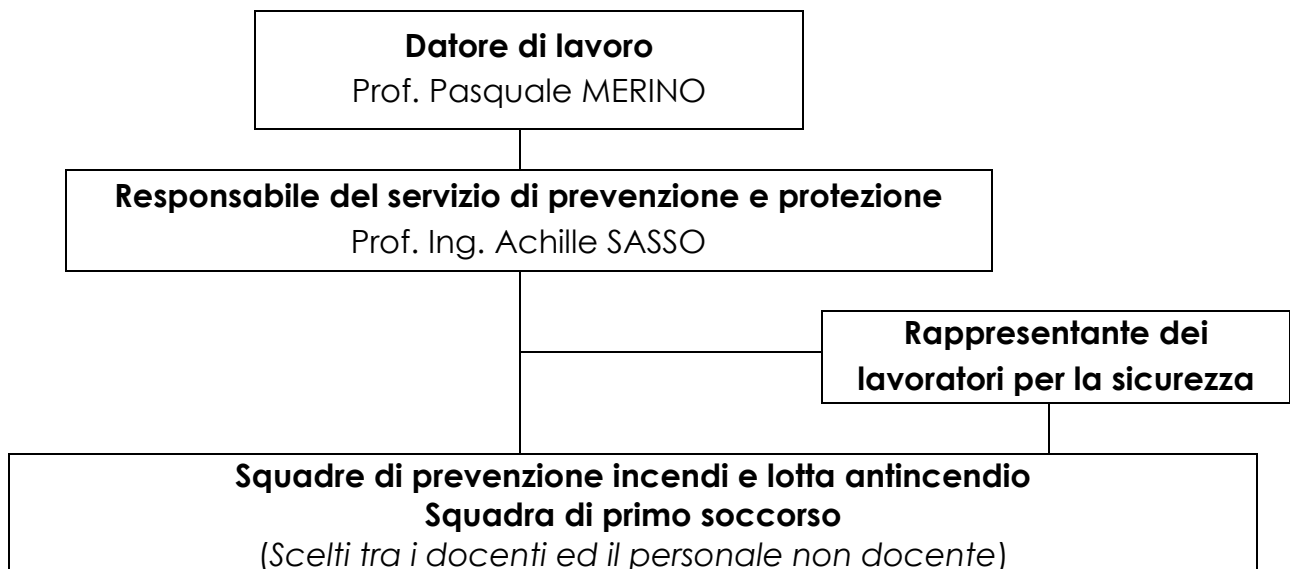 Datore di lavoro
Prof. Pasquale MERINO
Responsabile del servizio di prevenzione e protezione
Prof. Ing. Achille SASSO
Rappresentante dei
lavoratori per la sicurezza
Squadre di prevenzione incendi e lotta antincendio
Squadra di primo soccorso
(Scelti tra i docenti ed il personale non docente)